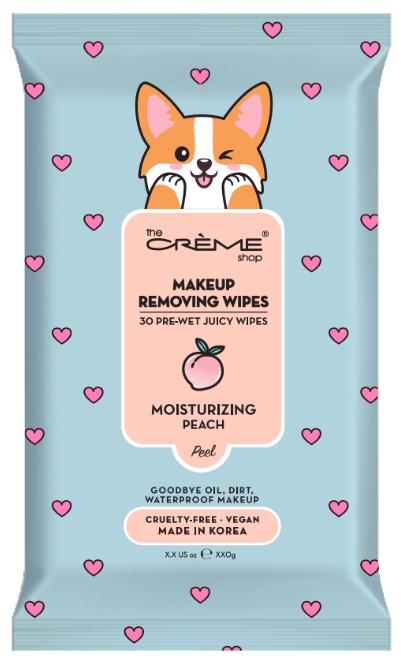 the
CRÈME®
shop
MAKEUP
REMOVING WIPES
30 PRE-WET JUICY WIPES
MOISTURIZING
PEACH
Peel
GOODBYE OIL, DIRT,
WATERPROOF MAKEUP
CRUELTY-FREE · VEGAN
MADE IN KOREA
X.X US oz ℮ XX0g